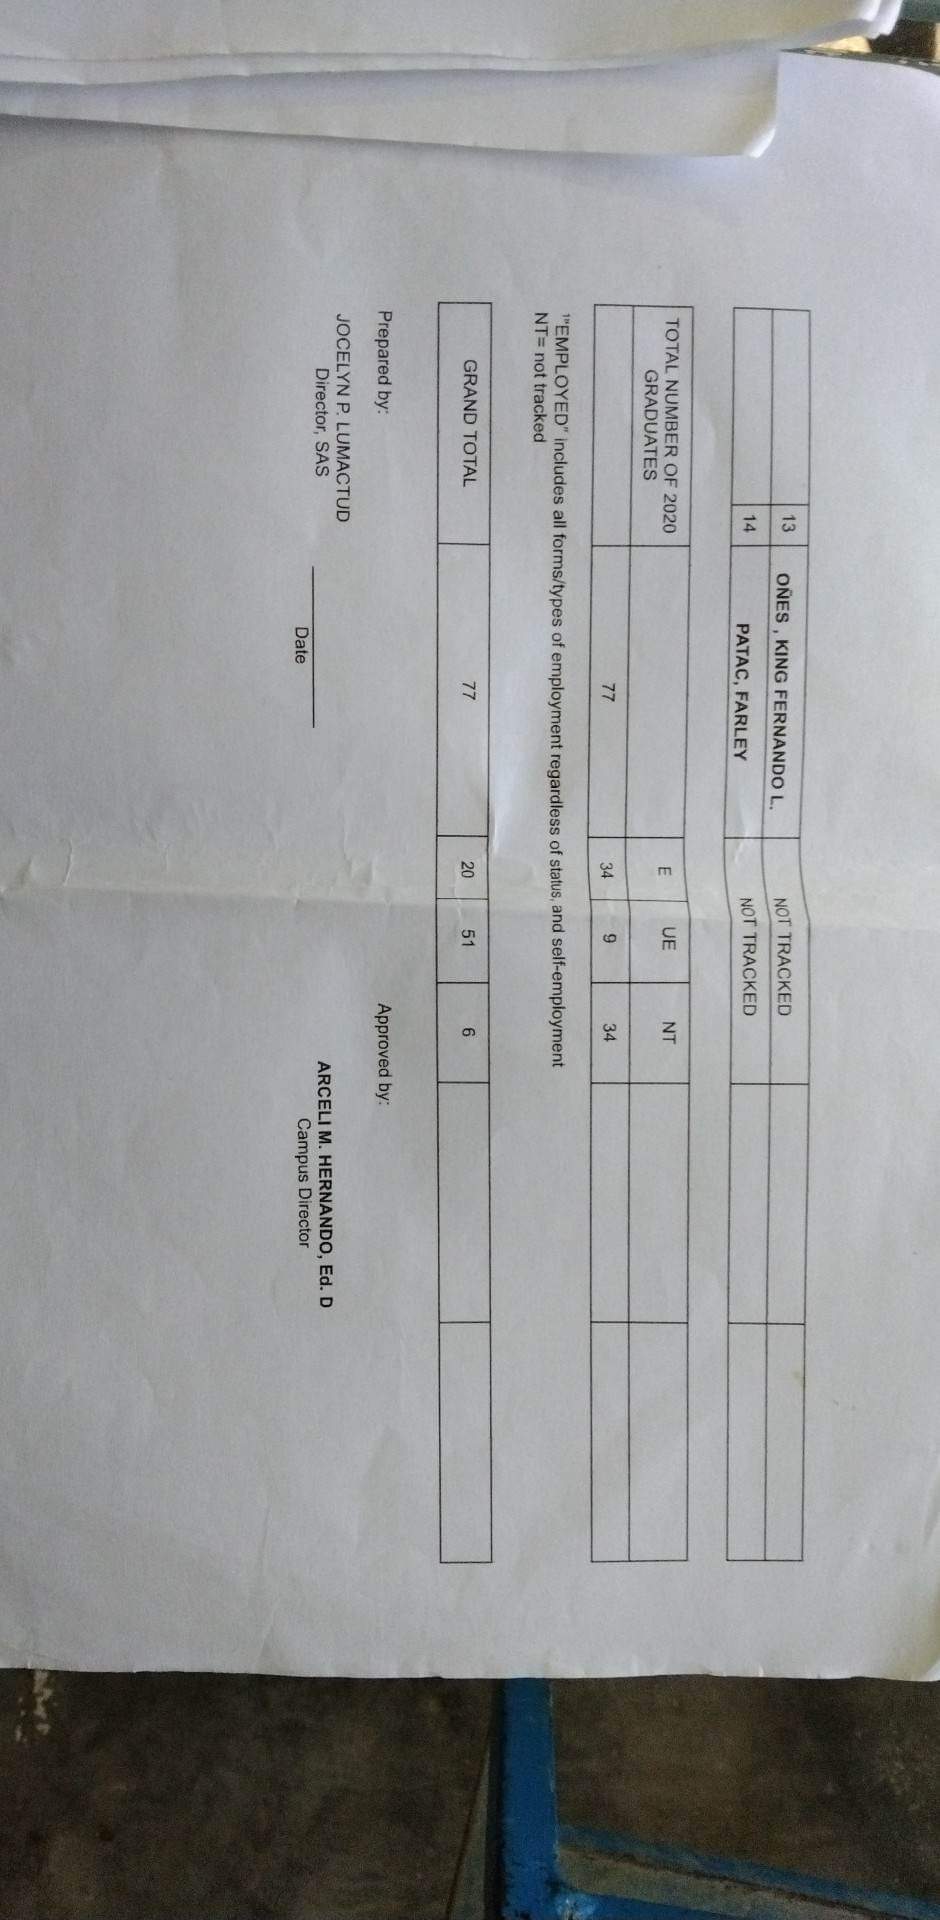 13 OÑES , KING FERNANDO L. NOT TRACKED
14 PATAC, FARLEY NOT TRACKED
TOTAL NUMBER OF 2020 E UE NT
GRADUATES
77 34 9 34
¹"EMPLOYED" includes all forms/types of employment regardless of status, and self-employment
NT= not tracked
GRAND TOTAL 77 20 51 6
Prepared by: Approved by:
JOCELYN P. LUMACTUD
Director, SAS
Date
ARCELI M. HERNANDO, Ed. D
Campus Director